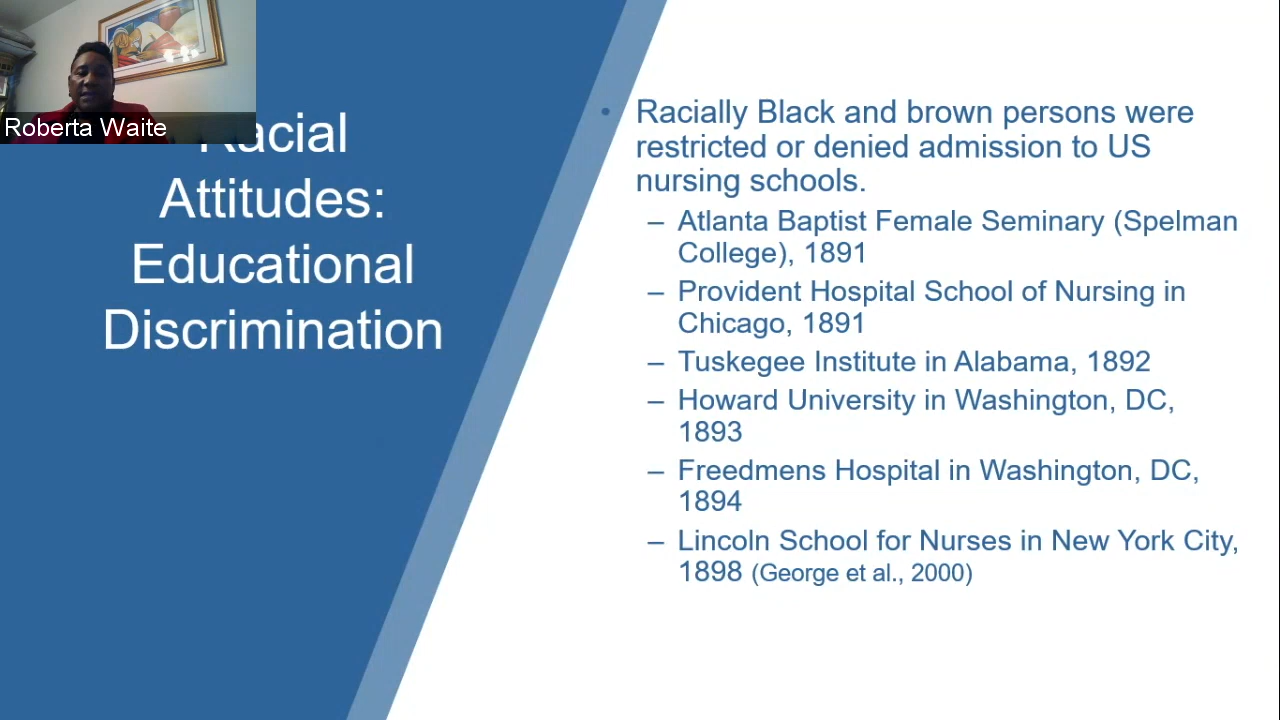 Roberta Waite
Racial
Attitudes:
Educational
Discrimination
• Racially Black and brown persons were
restricted or denied admission to US
nursing schools.
– Atlanta Baptist Female Seminary (Spelman
College), 1891
– Provident Hospital School of Nursing in
Chicago, 1891
– Tuskegee Institute in Alabama, 1892
– Howard University in Washington, DC,
1893
– Freedmens Hospital in Washington, DC,
1894
– Lincoln School for Nurses in New York City,
1898 (George et al., 2000)